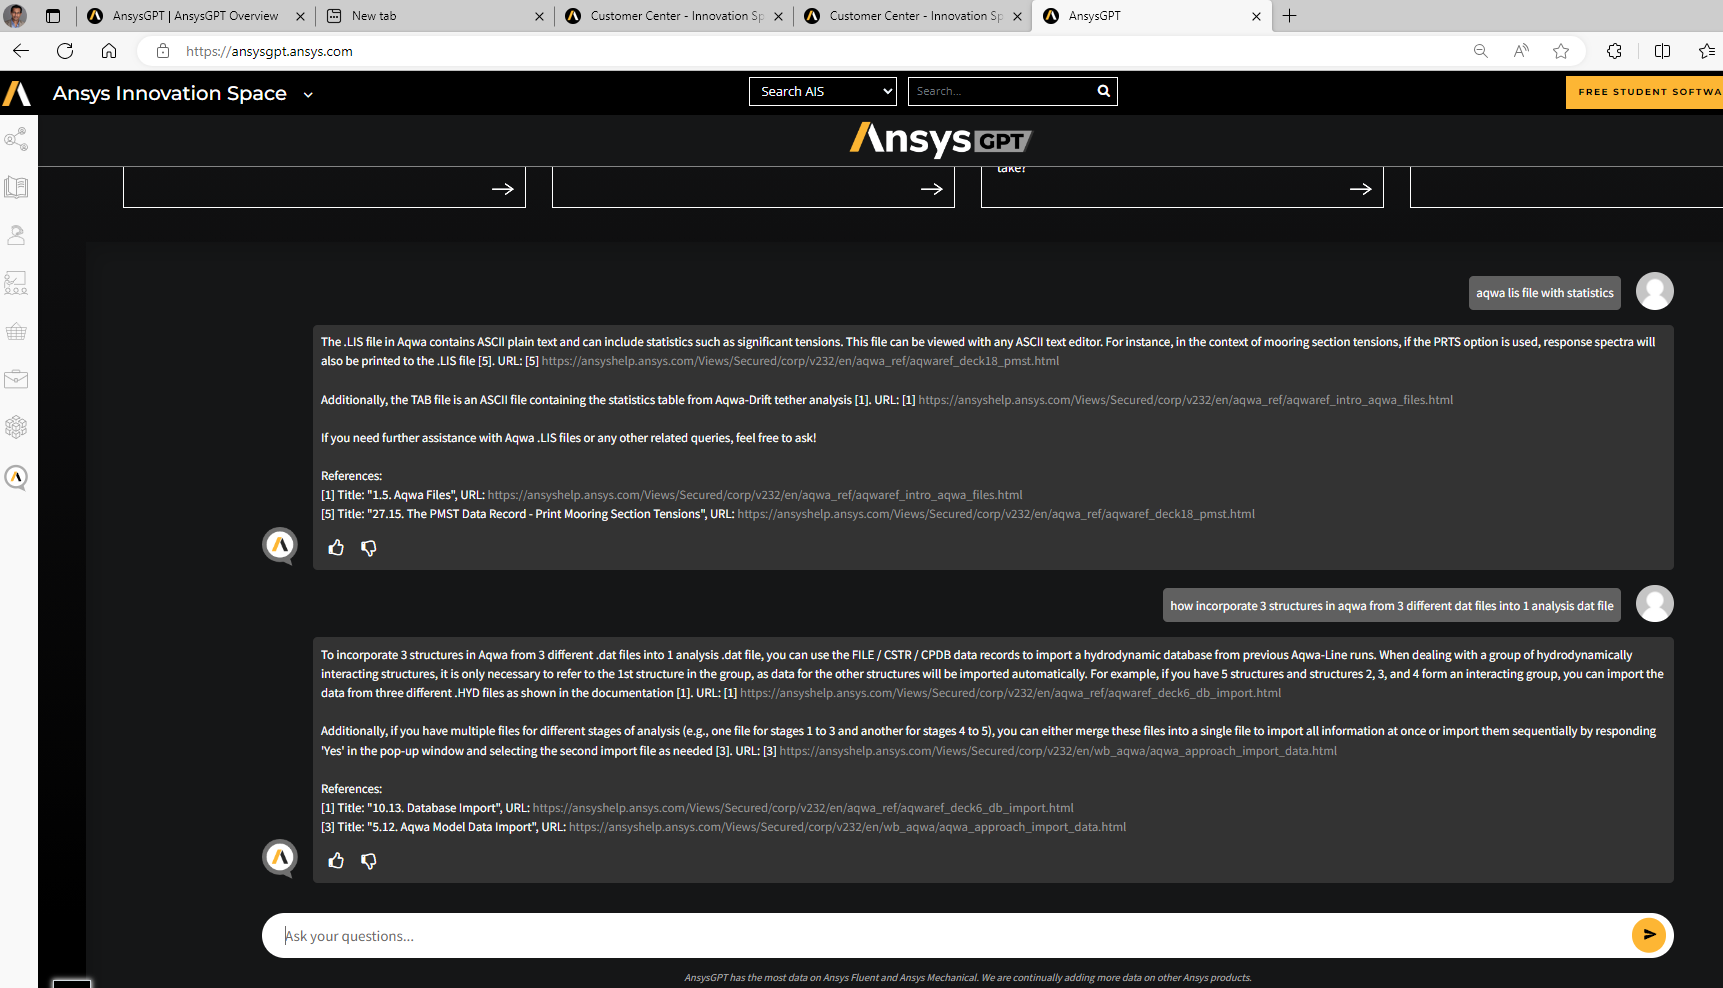 AnsysGPT | AnsysGPT Overview
New tab
Customer Center - Innovation Sp
Customer Center - Innovation Sp
AnsysGPT
https://ansysgpt.ansys.com
Ansys Innovation Space
Search AIS
Search...
FREE STUDENT SOFTWA
Ansys GPT
take?
aqwa lis file with statistics
The .LIS file in Aqwa contains ASCII plain text and can include statistics such as significant tensions. This file can be viewed with any ASCII text editor. For instance, in the context of mooring section tensions, if the PRTS option is used, response spectra will
also be printed to the .LIS file [5]. URL: [5] https://ansyshelp.ansys.com/Views/Secured/corp/v232/en/aqwa_ref/aqwaref_deck18_pmst.html
Additionally, the TAB file is an ASCII file containing the statistics table from Aqwa-Drift tether analysis [1]. URL: [1] https://ansyshelp.ansys.com/Views/Secured/corp/v232/en/aqwa_ref/aqwaref_intro_aqwa_files.html
If you need further assistance with Aqwa .LIS files or any other related queries, feel free to ask!
References:
[1] Title: "1.5. Aqwa Files", URL: https://ansyshelp.ansys.com/Views/Secured/corp/v232/en/aqwa_ref/aqwaref_intro_aqwa_files.html
[5] Title: "27.15. The PMST Data Record - Print Mooring Section Tensions", URL: https://ansyshelp.ansys.com/Views/Secured/corp/v232/en/aqwa_ref/aqwaref_deck18_pmst.html
how incorporate 3 structures in aqwa from 3 different dat files into 1 analysis dat file
To incorporate 3 structures in Aqwa from 3 different .dat files into 1 analysis .dat file, you can use the FILE / CSTR / CPDB data records to import a hydrodynamic database from previous Aqwa-Line runs. When dealing with a group of hydrodynamically
interacting structures, it is only necessary to refer to the 1st structure in the group, as data for the other structures will be imported automatically. For example, if you have 5 structures and structures 2, 3, and 4 form an interacting group, you can import the
data from three different .HYD files as shown in the documentation [1]. URL: [1] https://ansyshelp.ansys.com/Views/Secured/corp/v232/en/aqwa_ref/aqwaref_deck6_db_import.html
Additionally, if you have multiple files for different stages of analysis (e.g., one file for stages 1 to 3 and another for stages 4 to 5), you can either merge these files into a single file to import all information at once or import them sequentially by responding
'Yes' in the pop-up window and selecting the second import file as needed [3]. URL: [3] https://ansyshelp.ansys.com/Views/Secured/corp/v232/en/wb_aqwa/aqwa_approach_import_data.html
References:
[1] Title: "10.13. Database Import", URL: https://ansyshelp.ansys.com/Views/Secured/corp/v232/en/aqwa_ref/aqwaref_deck6_db_import.html
[3] Title: "5.12. Aqwa Model Data Import", URL: https://ansyshelp.ansys.com/Views/Secured/corp/v232/en/wb_aqwa/aqwa_approach_import_data.html
Ask your questions...
AnsysGPT has the most data on Ansys Fluent and Ansys Mechanical. We are continually adding more data on other Ansys products.